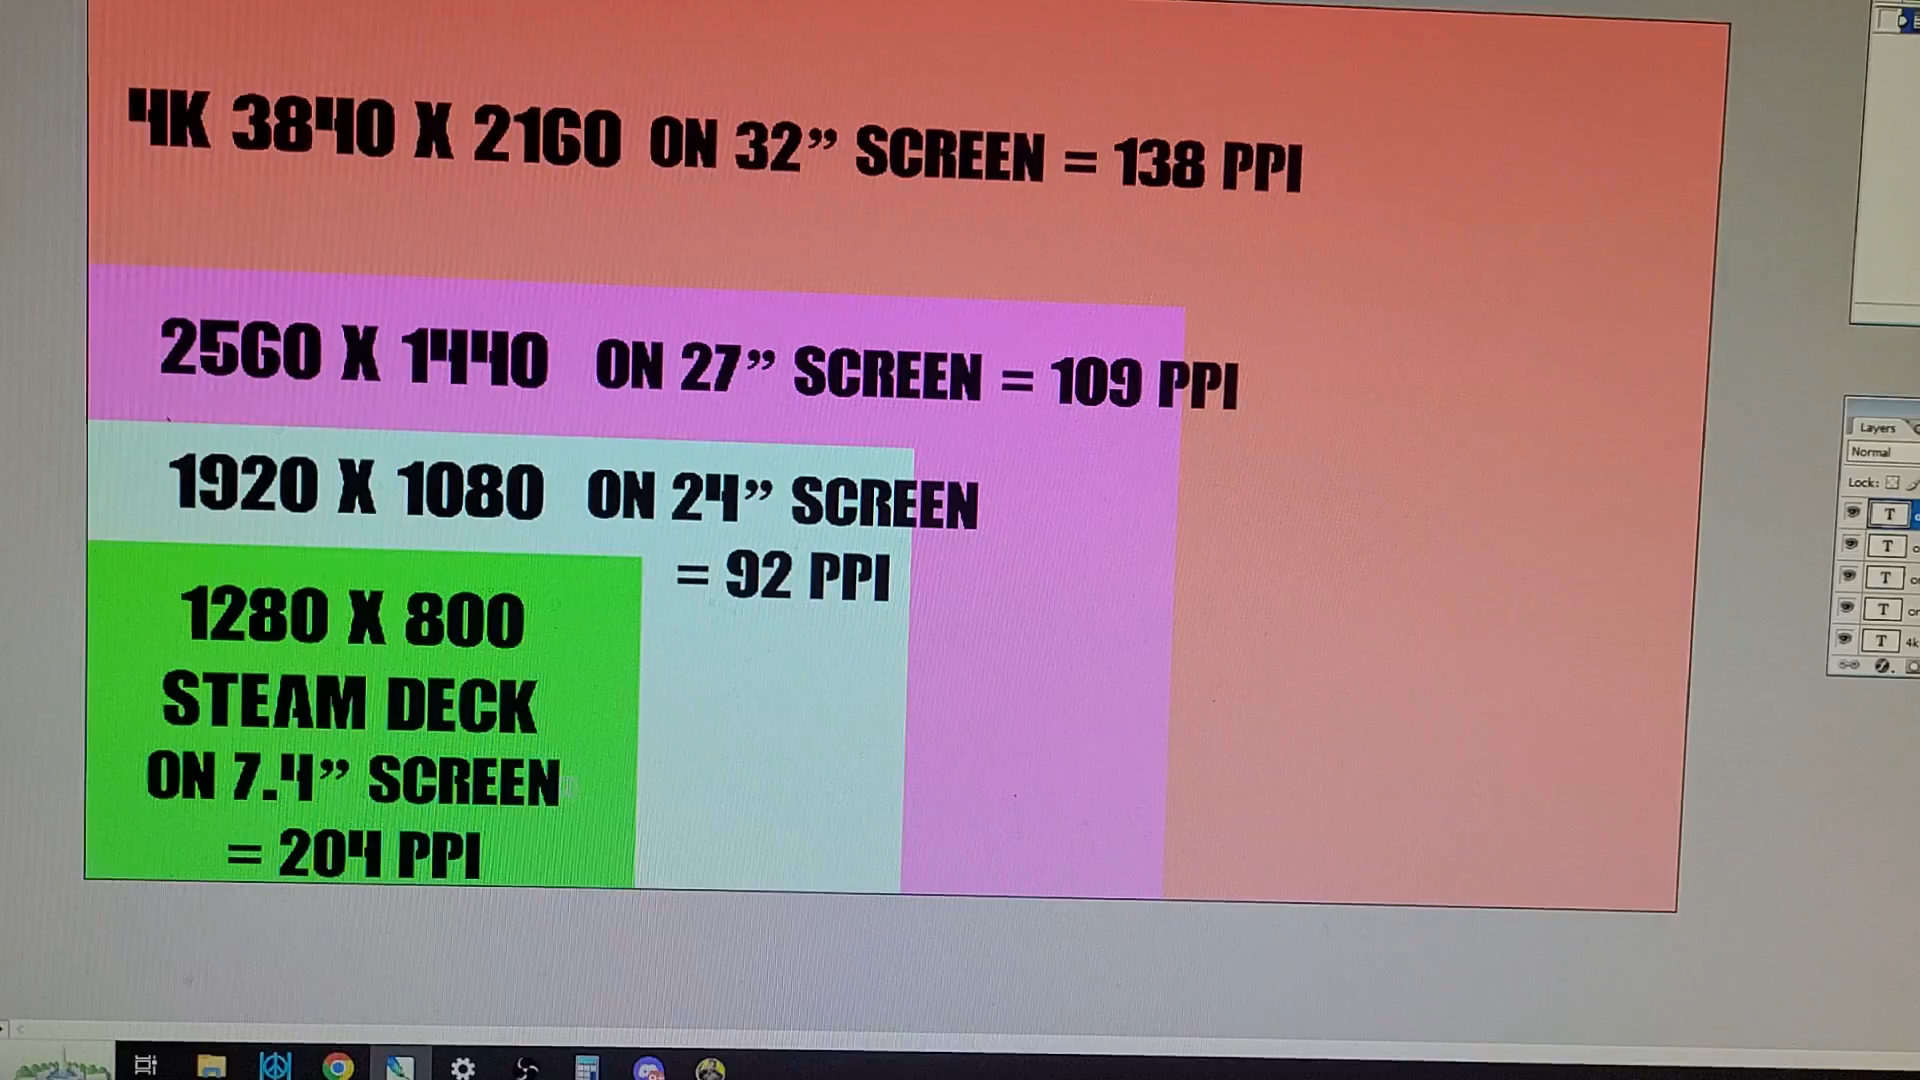 4K 3840 X 2160 ON 32” SCREEN = 138 PPI
2560 X 1440 ON 27” SCREEN = 109 PPI
1920 X 1080 ON 24” SCREEN
= 92 PPI
1280 X 800
STEAM DECK
ON 7.4” SCREEN
= 204 PPI
Layers
Normal
Lock:
T
T
T
T
T 4k